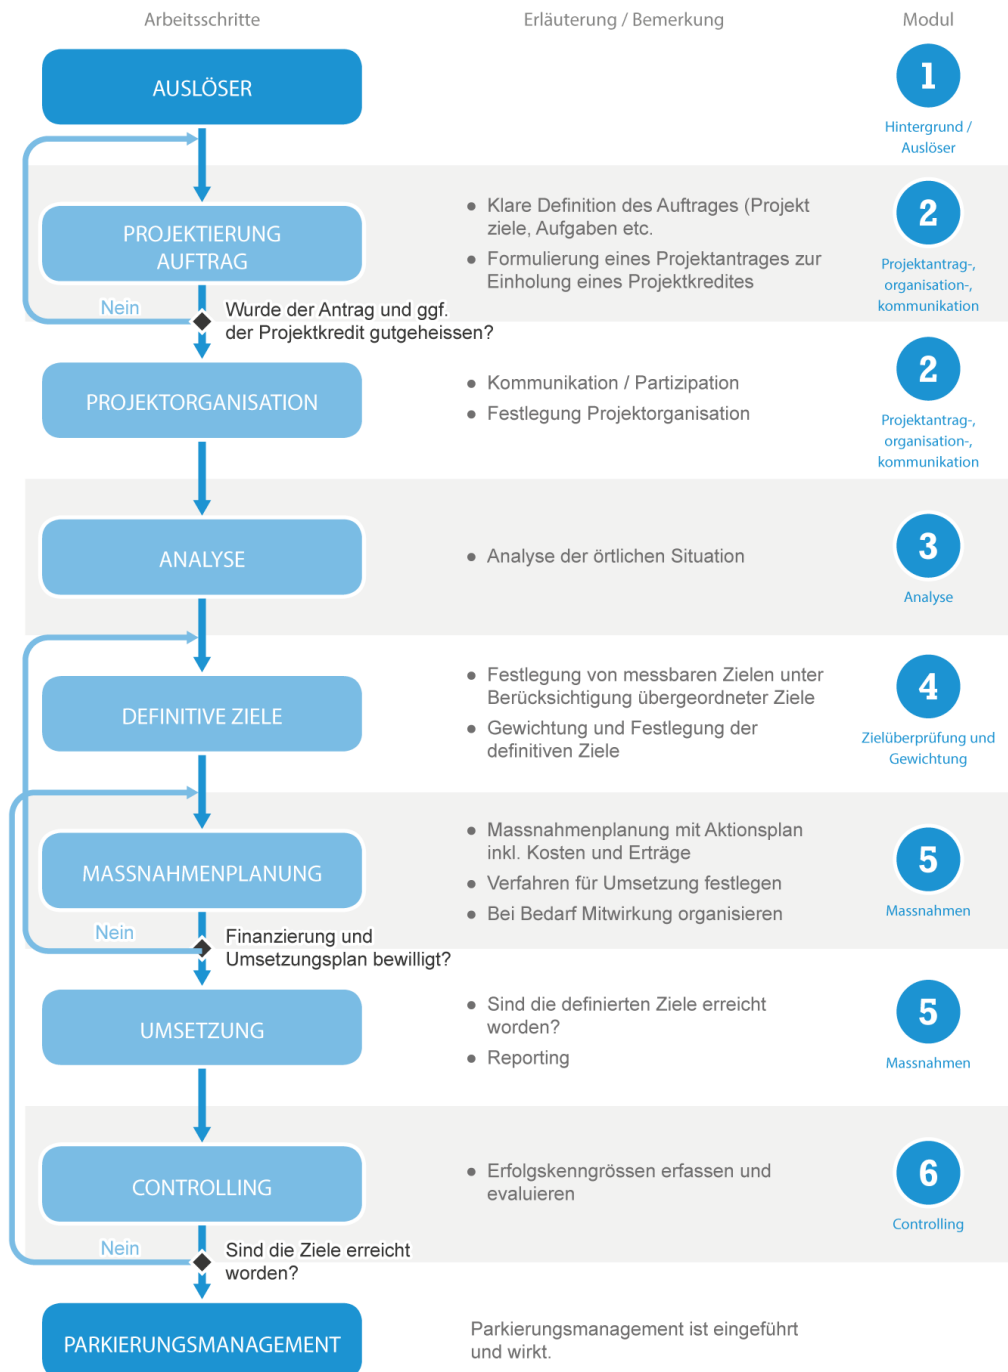 Arbeitsschritte
Erläuterung / Bemerkung
Modul
AUSLÖSER
1
Hintergrund /
Auslöser
PROJEKTIERUNG
AUFTRAG
• Klare Definition des Auftrages (Projekt
ziele, Aufgaben etc.
• Formulierung eines Projektantrages zur
Einholung eines Projektkredites
2
Projektantrag-,
organisation-,
kommunikation
Nein
Wurde der Antrag und ggf.
der Projektkredit gutgeheissen?
PROJEKTORGANISATION
• Kommunikation / Partizipation
• Festlegung Projektorganisation
2
Projektantrag-,
organisation-,
kommunikation
ANALYSE
• Analyse der örtlichen Situation
3
Analyse
DEFINITIVE ZIELE
• Festlegung von messbaren Zielen unter
Berücksichtigung übergeordneter Ziele
• Gewichtung und Festlegung der
definitiven Ziele
4
Zielüberprüfung und
Gewichtung
MASSNAHMENPLANUNG
• Massnahmenplanung mit Aktionsplan
inkl. Kosten und Erträge
• Verfahren für Umsetzung festlegen
• Bei Bedarf Mitwirkung organisieren
5
Massnahmen
Nein
Finanzierung und
Umsetzungsplan bewilligt?
UMSETZUNG
• Sind die definierten Ziele erreicht
worden?
• Reporting
5
Massnahmen
CONTROLLING
• Erfolgskenngrössen erfassen und
evaluieren
6
Controlling
Nein
Sind die Ziele erreicht
worden?
PARKIERUNGSMANAGEMENT
Parkierungsmanagement ist eingeführt
und wirkt.